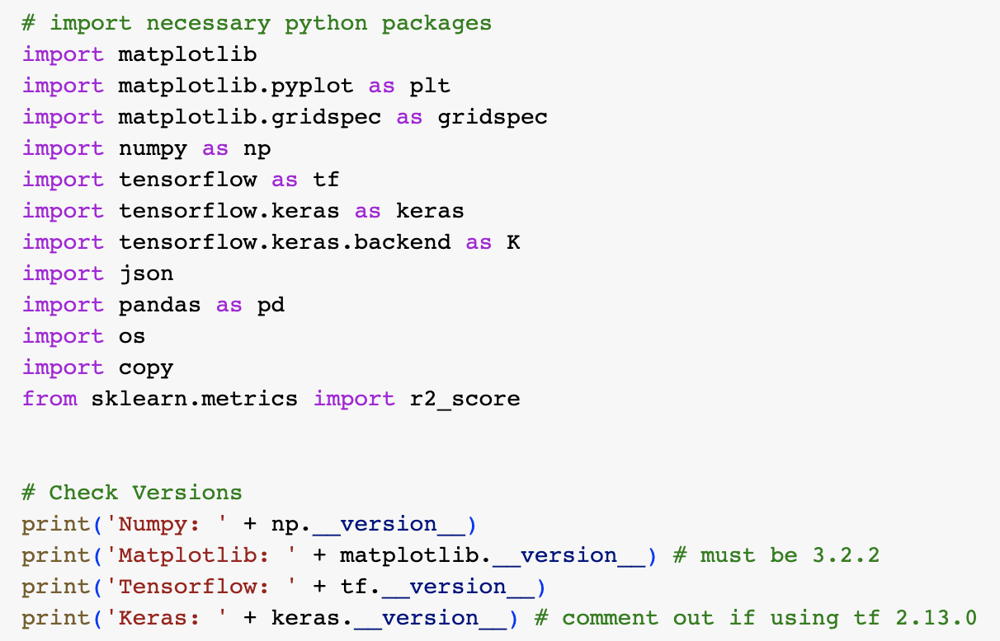 # import necessary python packages
import matplotlib
import matplotlib.pyplot as plt
import matplotlib.gridspec as gridspec
import numpy as np
import tensorflow as tf
import tensorflow.keras as keras
import tensorflow.keras.backend as K
import json
import pandas as pd
import os
import copy
from sklearn.metrics import r2_score
# Check Versions
print('Numpy: ' + np.__version__)
print('Matplotlib: ' + matplotlib.__version__) # must be 3.2.2
print('Tensorflow: ' + tf.__version__)
print('Keras: ' + keras.__version__) # comment out if using tf 2.13.0